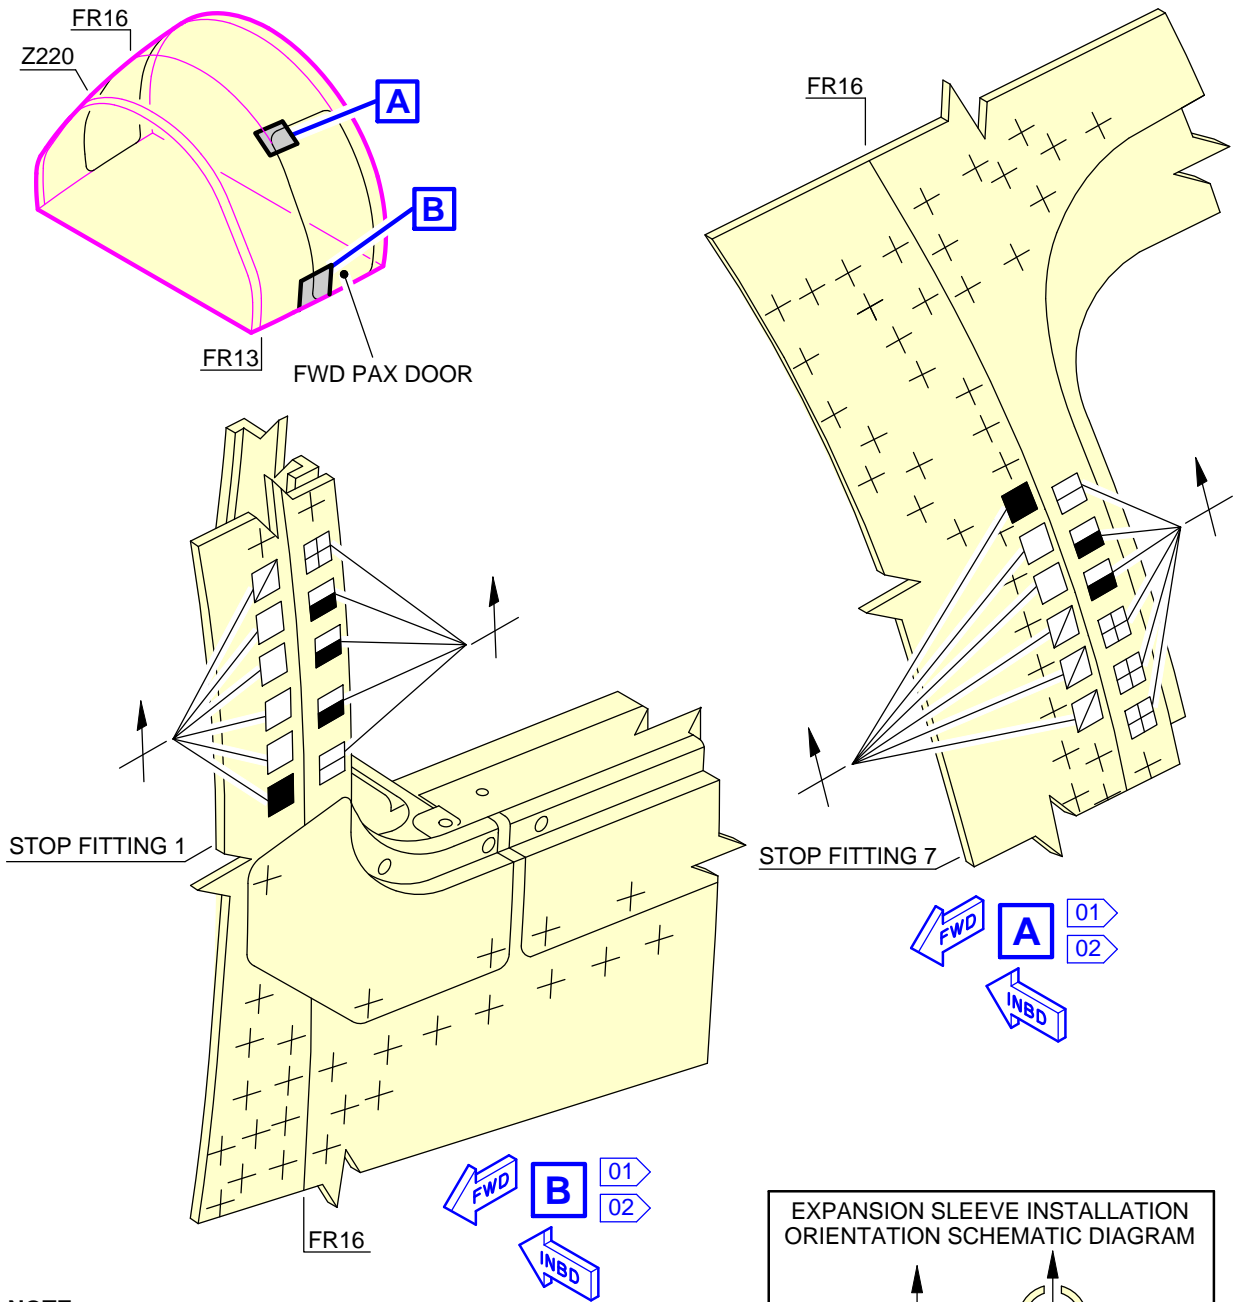 FR16
Z220
A
B
FR13
FWD PAX DOOR
FR16
STOP FITTING 1
STOP FITTING 7
FWD
A
01
02
INBD
FWD
B
01
02
INBD
FR16
EXPANSION SLEEVE INSTALLATION
ORIENTATION SCHEMATIC DIAGRAM